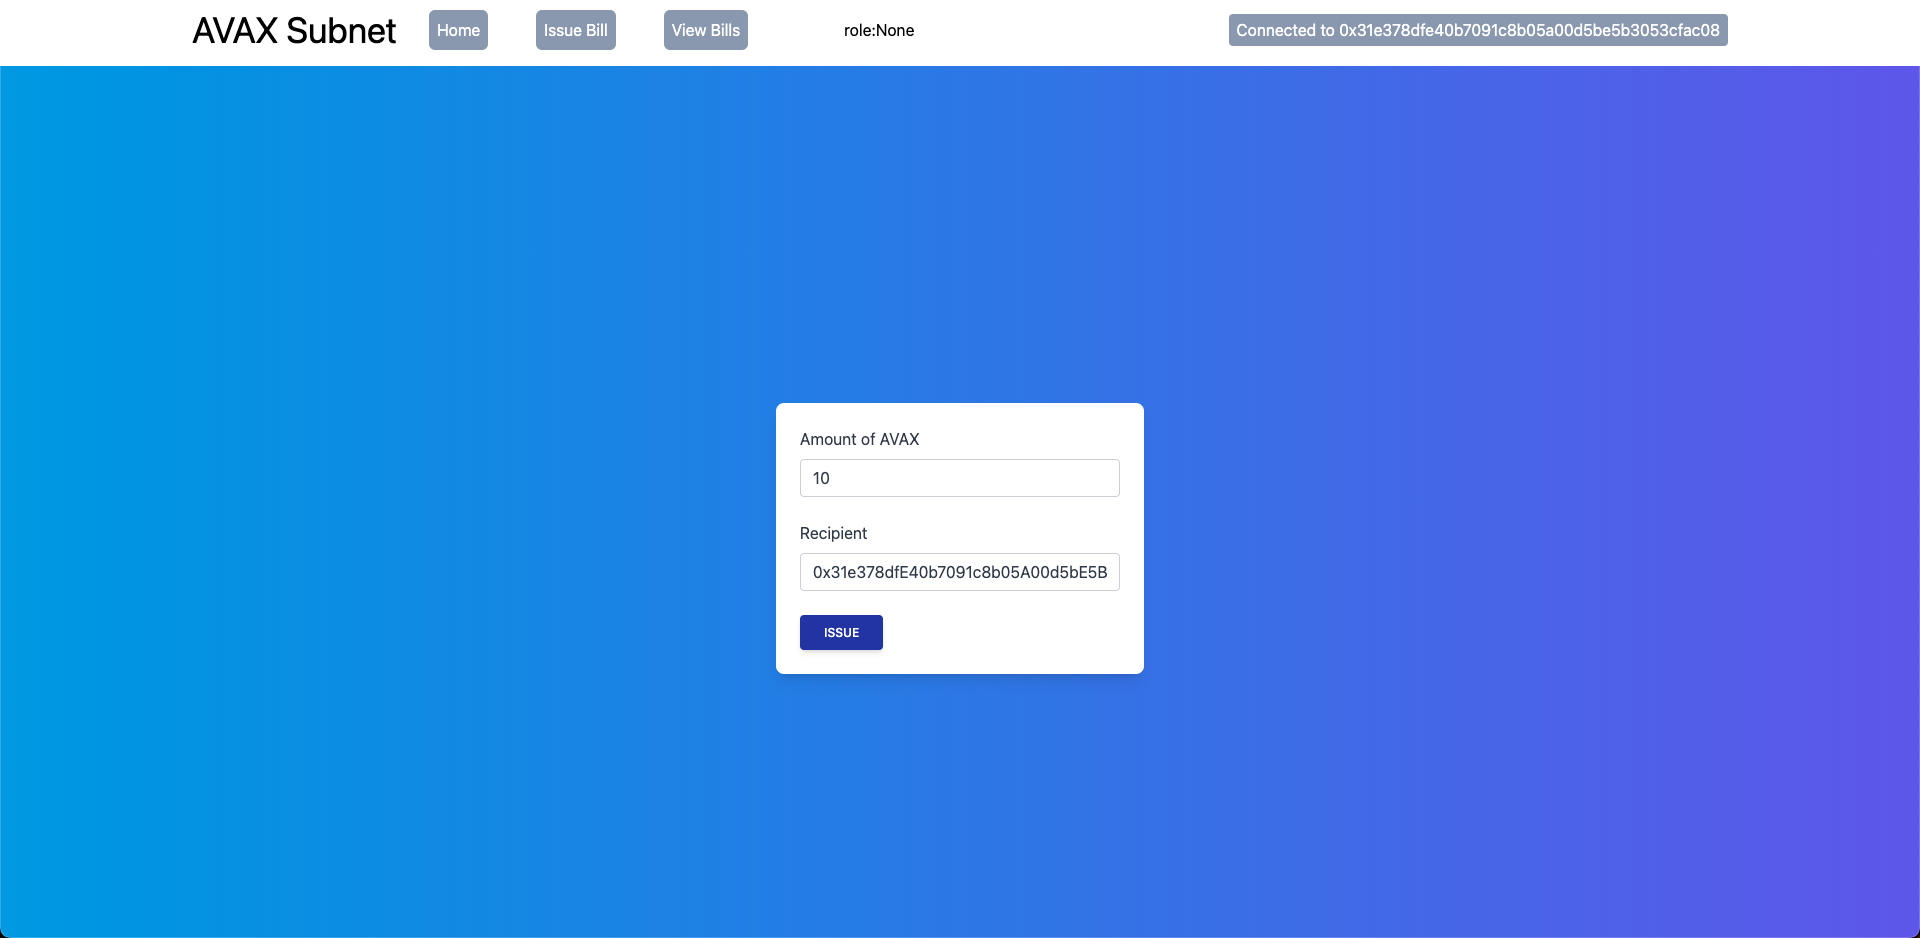 AVAX Subnet Home Issue Bill View Bills role:None Connected to 0x31e378dfe40b7091c8b05a00d5be5b3053cfac08
Amount of AVAX
10
Recipient
0x31e378dfE40b7091c8b05A00d5bE5B
ISSUE